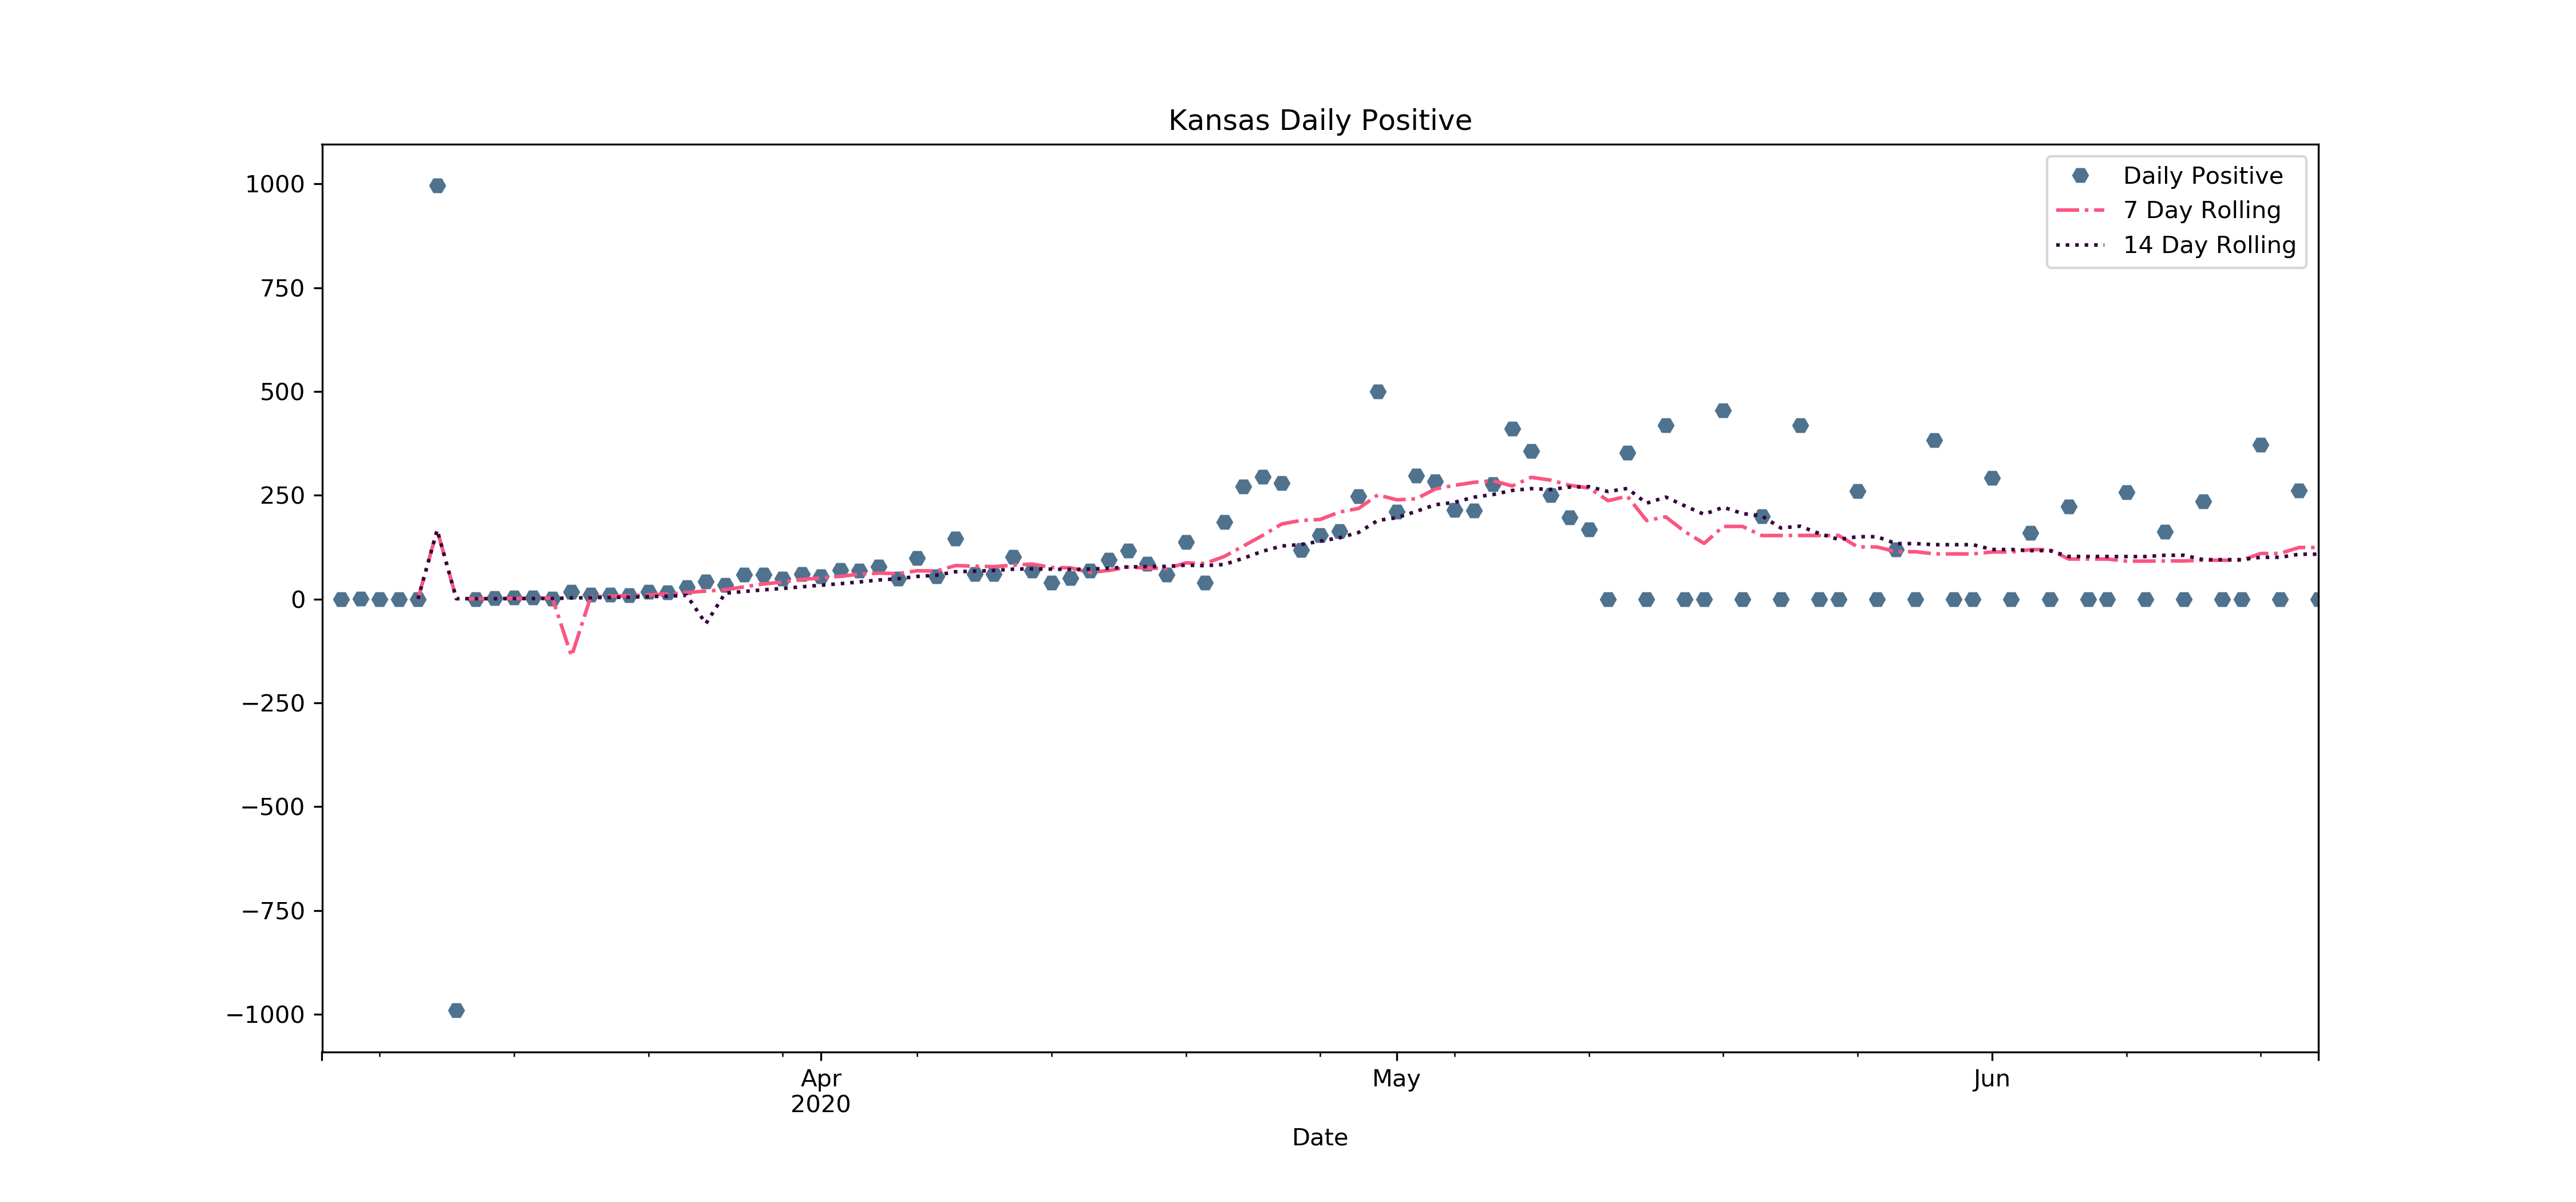 Kansas Daily Positive
Daily Positive
7 Day Rolling
14 Day Rolling
1000
750
500
250
0
−250
−500
−750
−1000
Apr
2020
May
Jun
Date